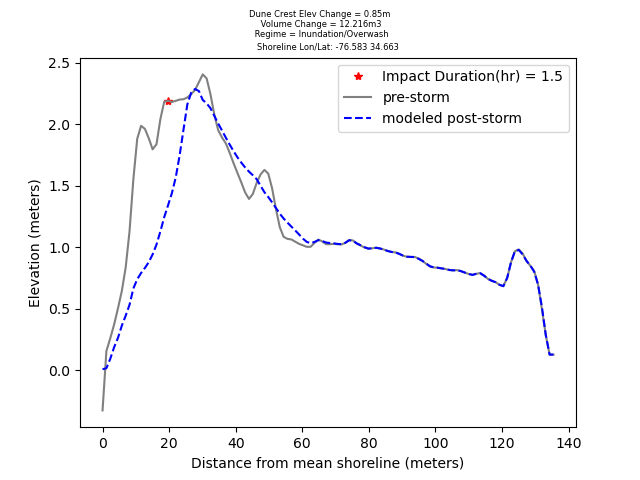 Dune Crest Elev Change = 0.85m
Volume Change = 12.216m3
Regime = Inundation/Overwash
Shoreline Lon/Lat: -76.583 34.663
Impact Duration(hr) = 1.5
pre-storm
modeled post-storm
Elevation (meters)
2.5
2.0
1.5
1.0
0.5
0.0
0 20 40 60 80 100 120 140
Distance from mean shoreline (meters)